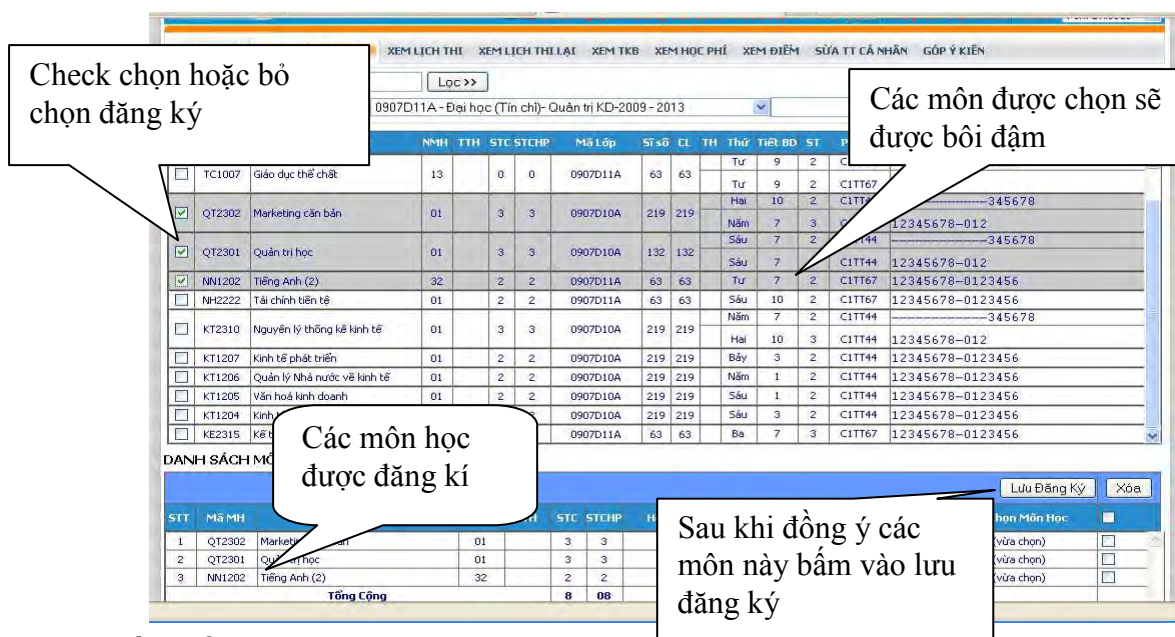 XEM LỊCH THI XEM LỊCH THI LẠI XEM TKB XEM HỌC PHÍ XEM ĐIỂM SỬA TT CÁ NHÂN GÓP Ý KIẾN
Check chọn hoặc bỏ
chọn đăng ký
Lọc >>
0907D11A - Đại học (Tín chỉ)- Quản trị KD-2009 - 2013
Các môn được chọn sẽ
được bôi đậm
NMH TTH STC STCHP Mã Lớp Sĩ số CL TH Thứ Tiết BD ST
TC1007 Giáo dục thể chất 13 0 0 0907D11A 63 63 Tư 9 2
Tư 9 2 C1TT67
QT2302 Marketing căn bản 01 3 3 0907D10A 219 219 Hai 10 2 ---------------345678
Năm 7 3 12345678--012
QT2301 Quản trị học 01 3 3 0907D10A 132 132 Sáu 7 2 C1TT44 ---------------345678
Sáu 7 C1TT44 12345678--012
NN1202 Tiếng Anh (2) 32 2 2 0907D11A 63 63 Tư 7 2 C1TT67 12345678--0123456
NH2222 Tài chính tiền tệ 01 2 2 0907D11A 63 63 Sáu 10 2 C1TT67 12345678--0123456
KT2310 Nguyên lý thống kê kinh tế 01 3 3 0907D10A 219 219 Năm 7 2 C1TT44 ---------------345678
Hai 10 3 C1TT44 12345678--012
KT1207 Kinh tế phát triển 01 2 2 0907D10A 219 219 Bảy 3 2 C1TT44 12345678--0123456
KT1206 Quản lý Nhà nước về kinh tế 01 2 2 0907D10A 219 219 Năm 1 2 C1TT44 12345678--0123456
KT1205 Văn hoá kinh doanh 01 2 2 0907D10A 219 219 Sáu 1 2 C1TT44 12345678--0123456
KT1204 Kinh 0907D10A 219 219 Sáu 3 2 C1TT44 12345678--0123456
KE2315 0907D11A 63 63 Ba 7 3 C1TT67 12345678--0123456
Các môn học
được đăng kí
DANH SÁCH
Lưu Đăng Ký Xóa
STT Mã MH STC STCHP Môn Học
1 QT2302 01 3 3 (vừa chọn)
2 QT2301 học 01 3 3 (vừa chọn)
3 NN1202 Tiếng Anh (2) 32 2 2 (vừa chọn)
Tổng Cộng 8 08
Sau khi đồng ý các
môn này bấm vào lưu
đăng ký